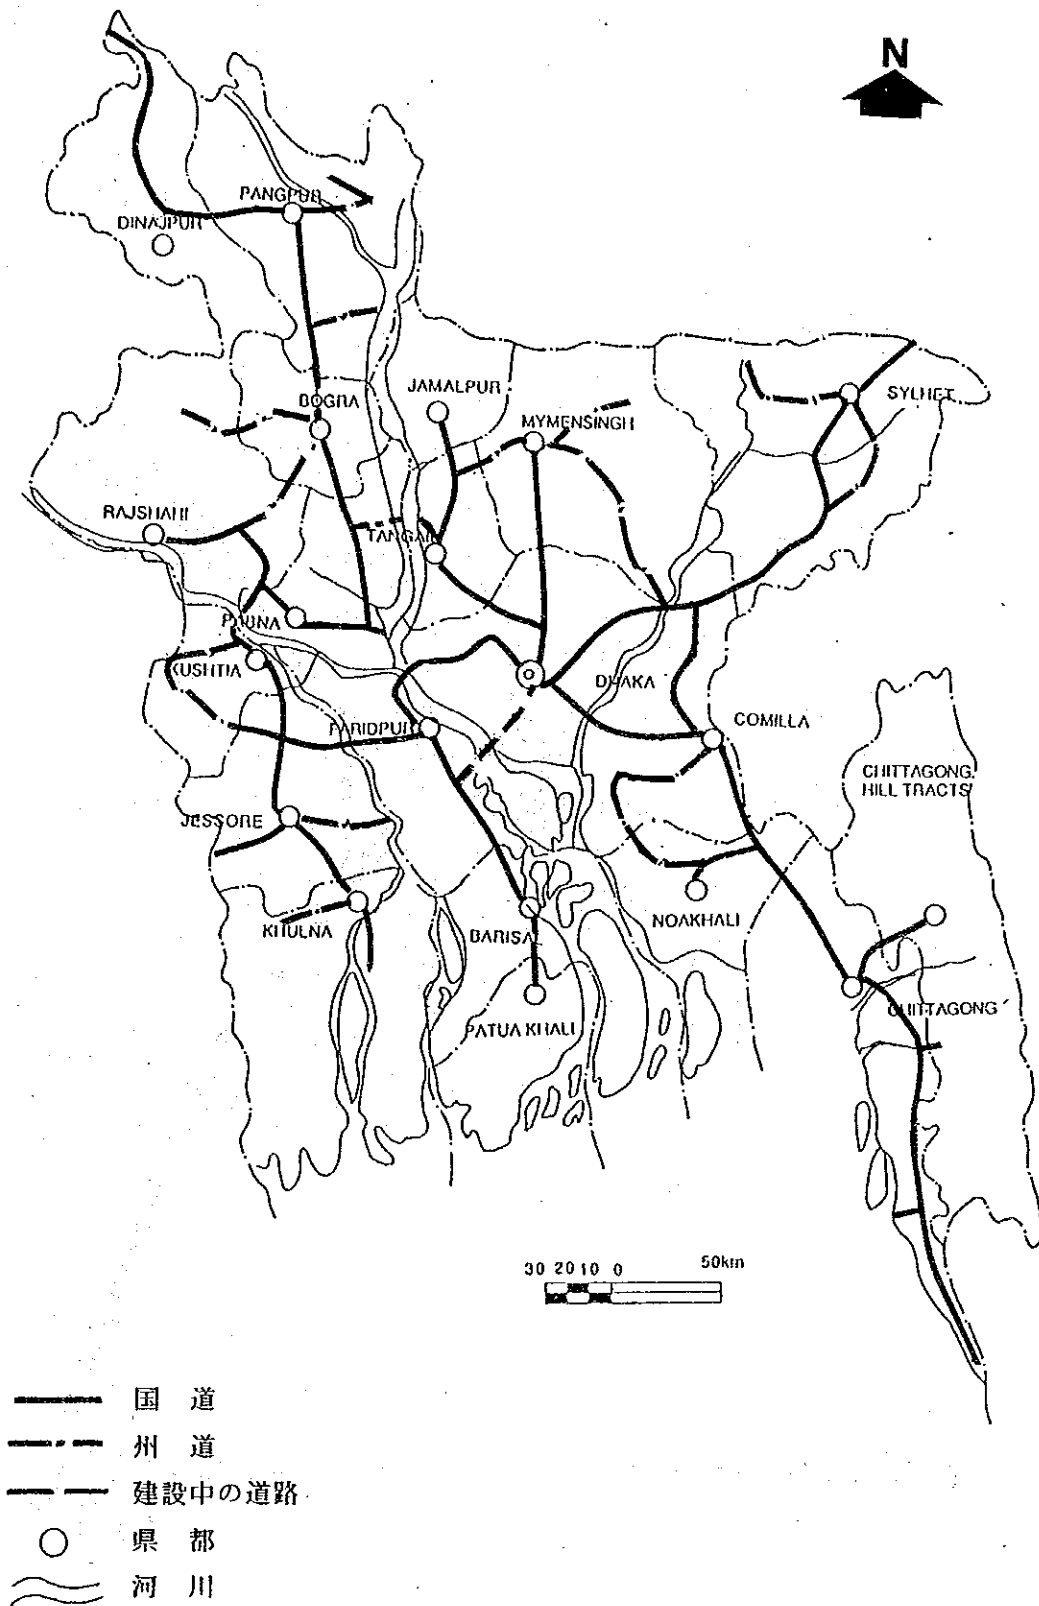 N
PANGPUR
DINAJPUR
BOGRA
JAMALPUR
SYLHET
MYMENSINGH
RAJSHAHI
TANGAIL
PABNA
KUSHTIA
DHAKA
FARIDPUR
COMILLA
CHITTAGONG
HILL TRACTS
JESSORE
NOAKHALI
KHULNA
BARISAL
CHITTAGONG
PATUA KHALI
30 20 10 0 50km
国 道
州 道
建設中の道路
県 都
河 川